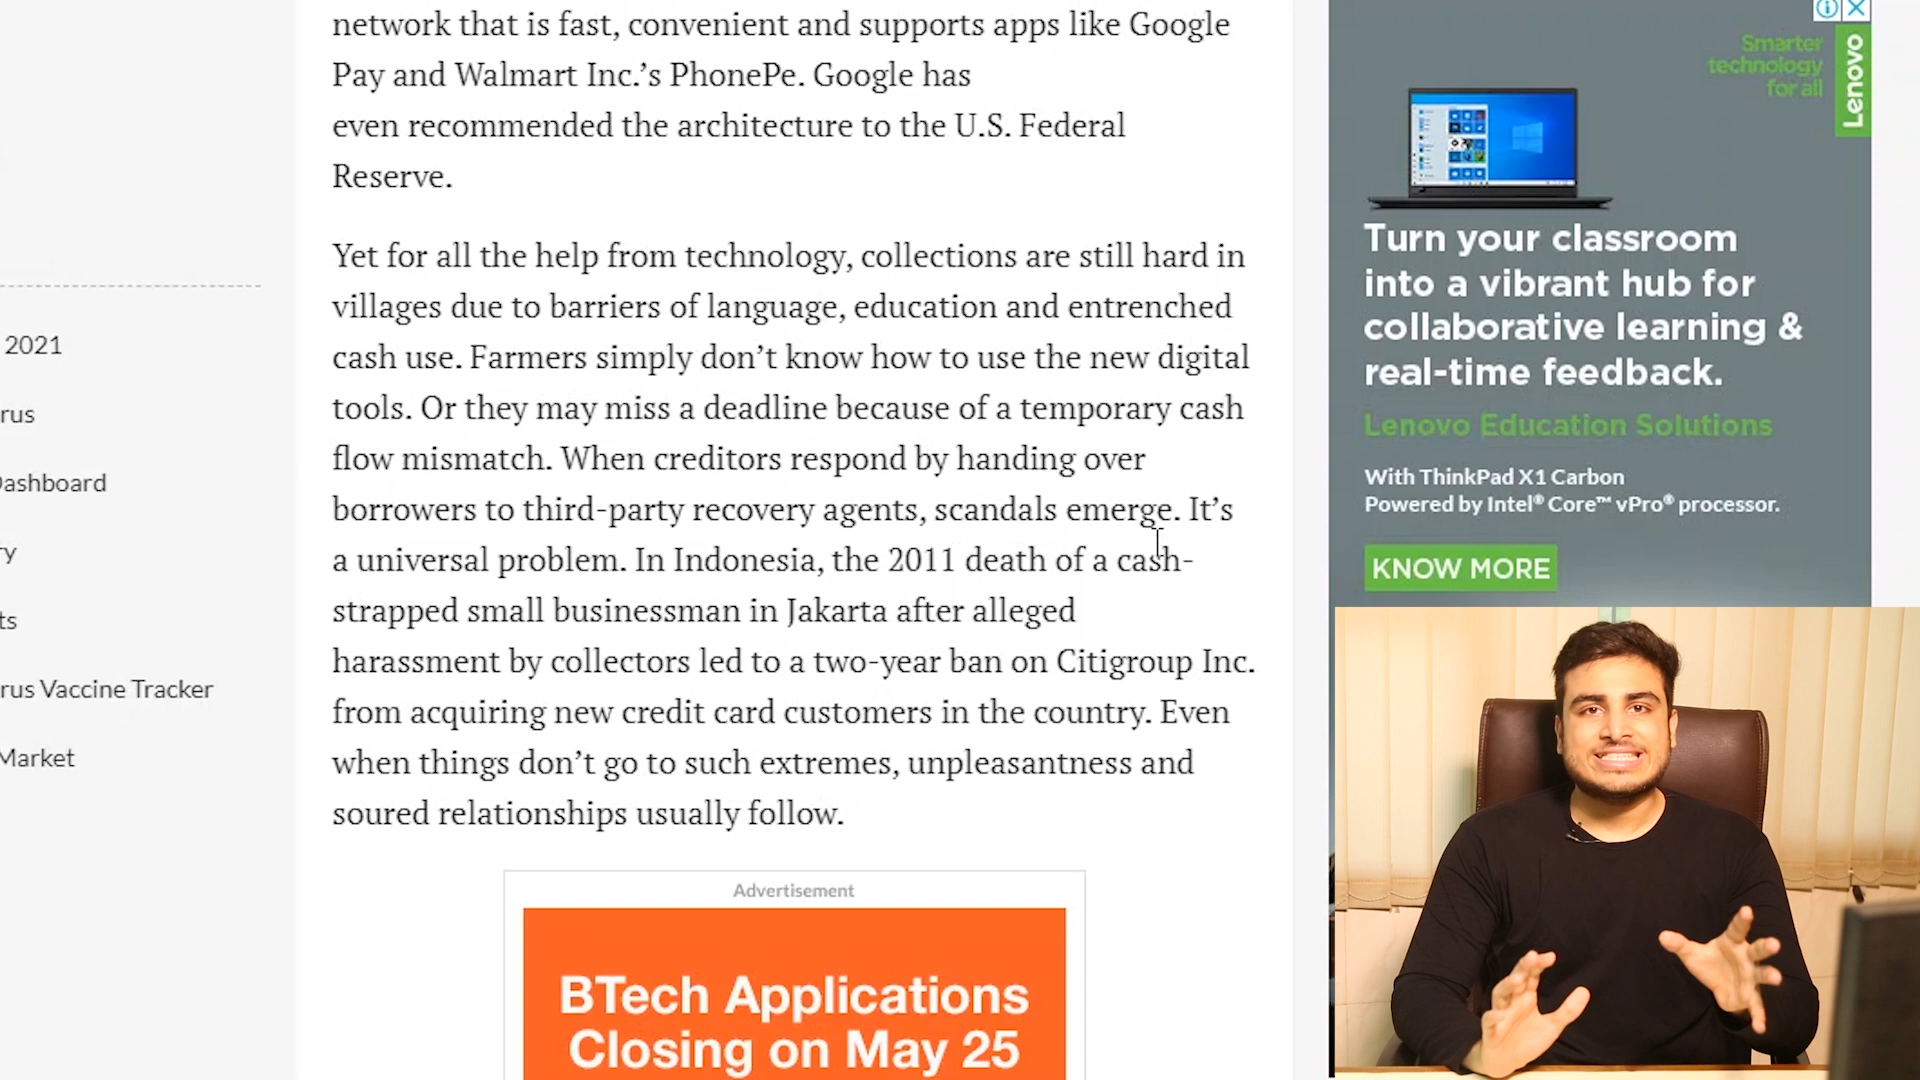 network that is fast, convenient and supports apps like Google
Pay and Walmart Inc.’s PhonePe. Google has
even recommended the architecture to the U.S. Federal
Reserve.
Yet for all the help from technology, collections are still hard in
villages due to barriers of language, education and entrenched
cash use. Farmers simply don’t know how to use the new digital
tools. Or they may miss a deadline because of a temporary cash
flow mismatch. When creditors respond by handing over
borrowers to third-party recovery agents, scandals emerge. It’s
a universal problem. In Indonesia, the 2011 death of a cash-
strapped small businessman in Jakarta after alleged
harassment by collectors led to a two-year ban on Citigroup Inc.
from acquiring new credit card customers in the country. Even
when things don’t go to such extremes, unpleasantness and
soured relationships usually follow.
Advertisement
BTech Applications
Closing on May 25
2021
rus
Dashboard
ry
ts
rus Vaccine Tracker
Market
Smarter
technology
for all
Lenovo
Turn your classroom
into a vibrant hub for
collaborative learning &
real-time feedback.
Lenovo Education Solutions
With ThinkPad X1 Carbon
Powered by Intel® Core™ vPro® processor.
KNOW MORE